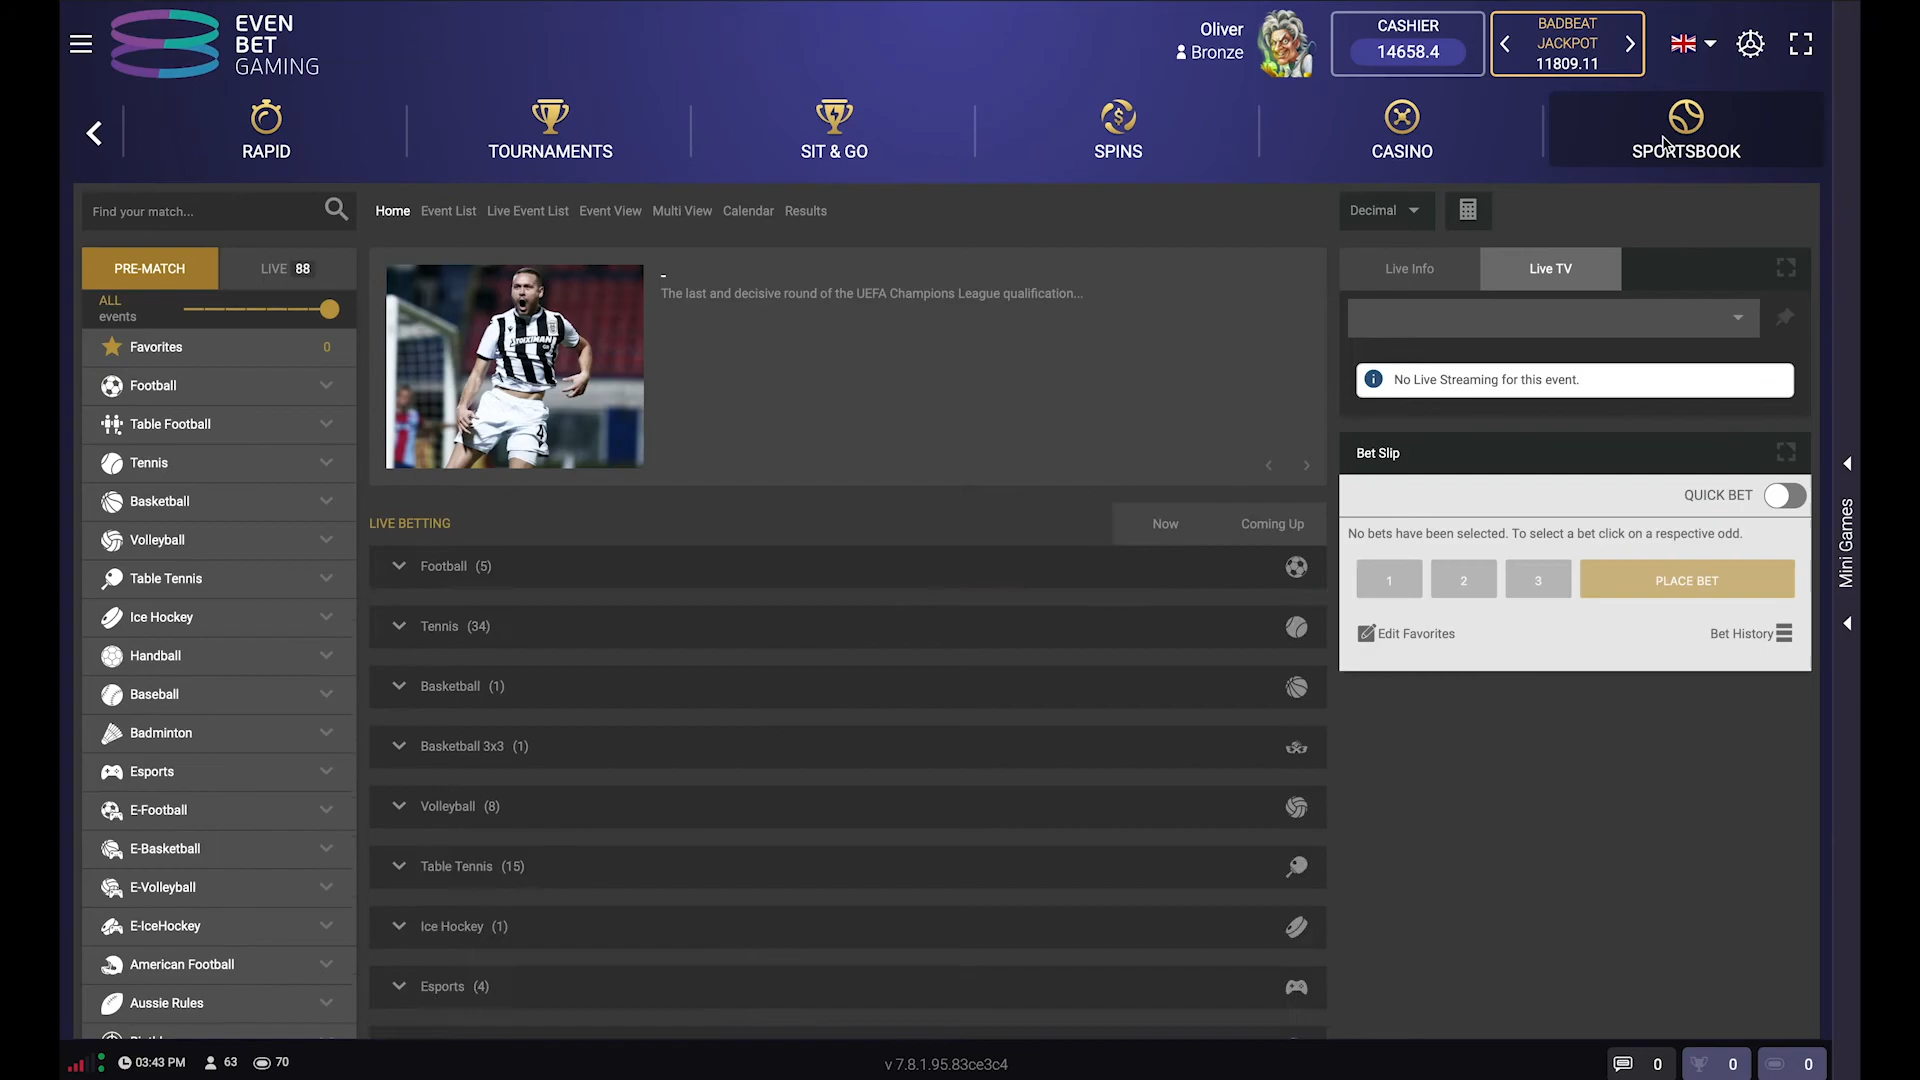 EVEN
BET
GAMING
Oliver
Bronze
CASHIER
14658.4
BADBEAT
JACKPOT
11809.11
RAPID
TOURNAMENTS
SIT & GO
SPINS
CASINO
SPORTSBOOK
Find your match...
Home Event List Live Event List Event View Multi View Calendar Results
Decimal
PRE-MATCH
LIVE 88
ALL
events
Favorites 0
Football
Table Football
Tennis
Basketball
Volleyball
Table Tennis
Ice Hockey
Handball
Baseball
Badminton
Esports
E-Football
E-Basketball
E-Volleyball
E-IceHockey
American Football
Aussie Rules
-
The last and decisive round of the UEFA Champions League qualification...
STOIXIMAN
LIVE BETTING
Now
Coming Up
Football (5)
Tennis (34)
Basketball (1)
Basketball 3x3 (1)
Volleyball (8)
Table Tennis (15)
Ice Hockey (1)
Esports (4)
Live Info
Live TV
No Live Streaming for this event.
Bet Slip
QUICK BET
No bets have been selected. To select a bet click on a respective odd.
1 2 3 PLACE BET
Edit Favorites
Bet History
Mini Games
03:43 PM 63 70
v 7.8.1.95.83ce3c4
0 0 0